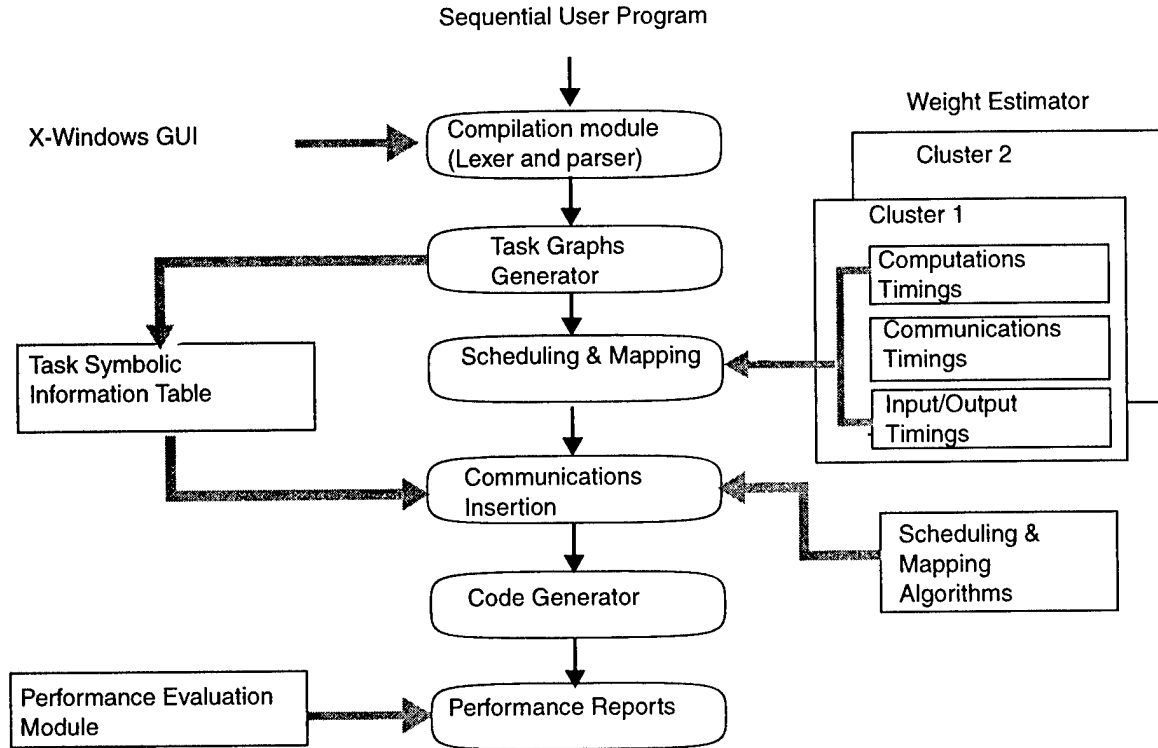 Sequential User Program
Weight Estimator
X-Windows GUI
Compilation module
(Lexer and parser)
Cluster 2
Cluster 1
Task Graphs
Generator
Computations
Timings
Communications
Timings
Input/Output
Timings
Task Symbolic
Information Table
Scheduling & Mapping
Communications
Insertion
Scheduling &
Mapping
Algorithms
Code Generator
Performance Evaluation
Module
Performance Reports